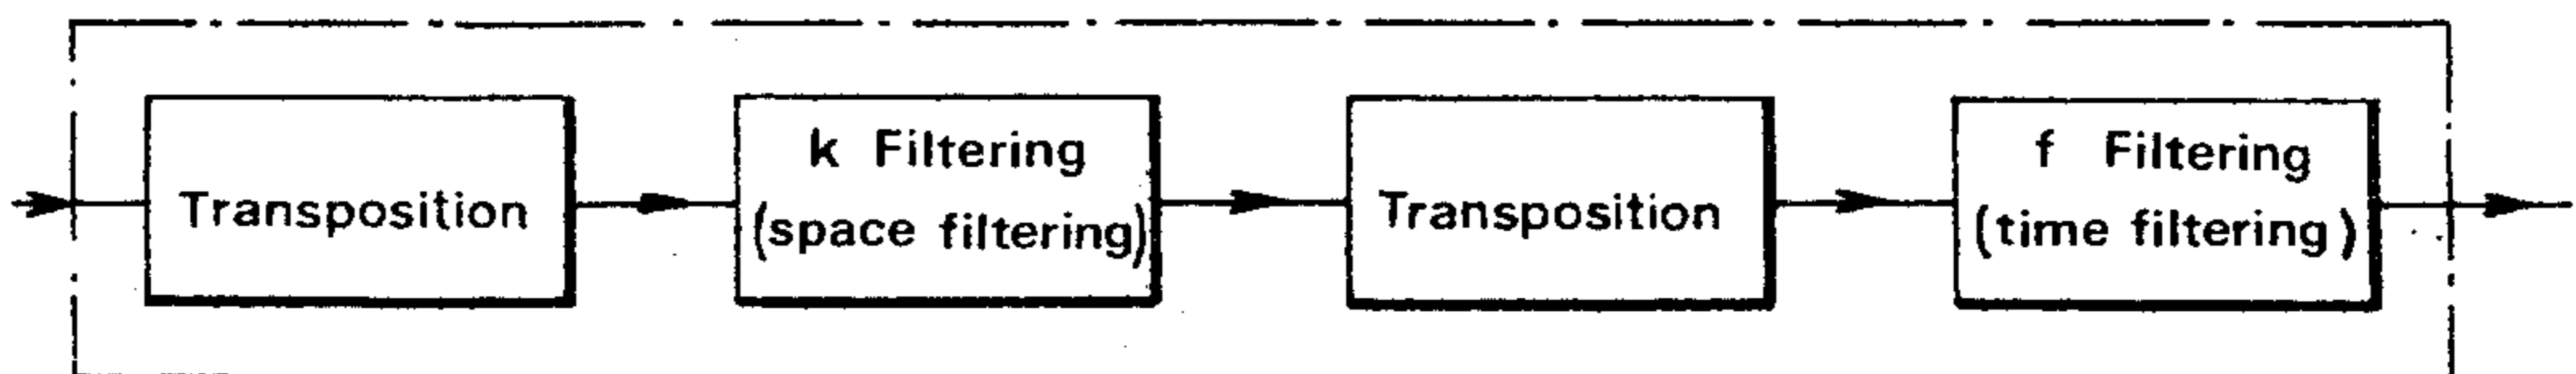 Transposition
k Filtering
(space filtering)
Transposition
f Filtering
(time filtering)